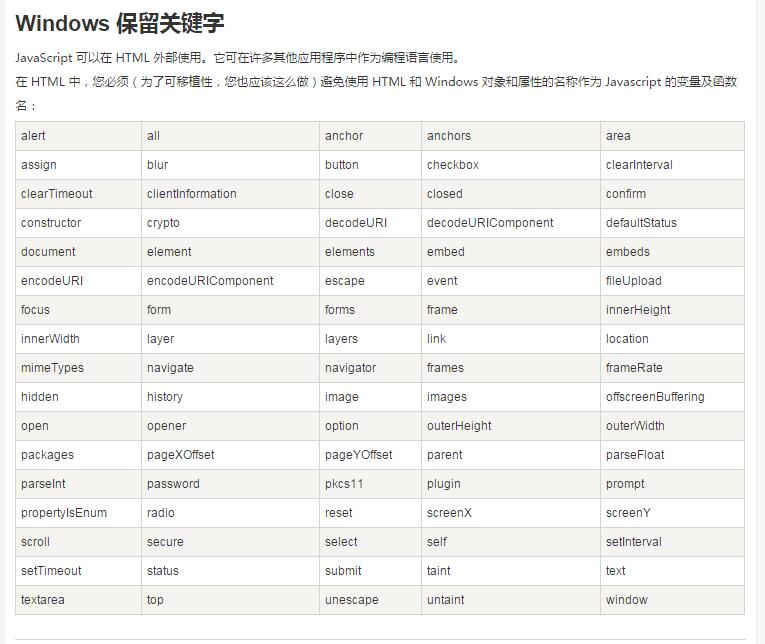 Windows 保留关键字
JavaScript 可以在 HTML 外部使用。它可在许多其他应用程序中作为编程语言使用。
在 HTML 中，您必须（为了可移植性，您也应该这么做）避免使用 HTML 和 Windows 对象和属性的名称作为 Javascript 的变量及函数
名：
alert all anchor anchors area
assign blur button checkbox clearInterval
clearTimeout clientInformation close closed confirm
constructor crypto decodeURI decodeURIComponent defaultStatus
document element elements embed embeds
encodeURI encodeURIComponent escape event fileUpload
focus form forms frame innerHeight
innerWidth layer layers link location
mimeTypes navigate navigator frames frameRate
hidden history image images offscreenBuffering
open opener option outerHeight outerWidth
packages pageXOffset pageYOffset parent parseFloat
parseInt password pkcs11 plugin prompt
propertyIsEnum radio reset screenX screenY
scroll secure select self setInterval
setTimeout status submit taint text
textarea top unescape untaint window